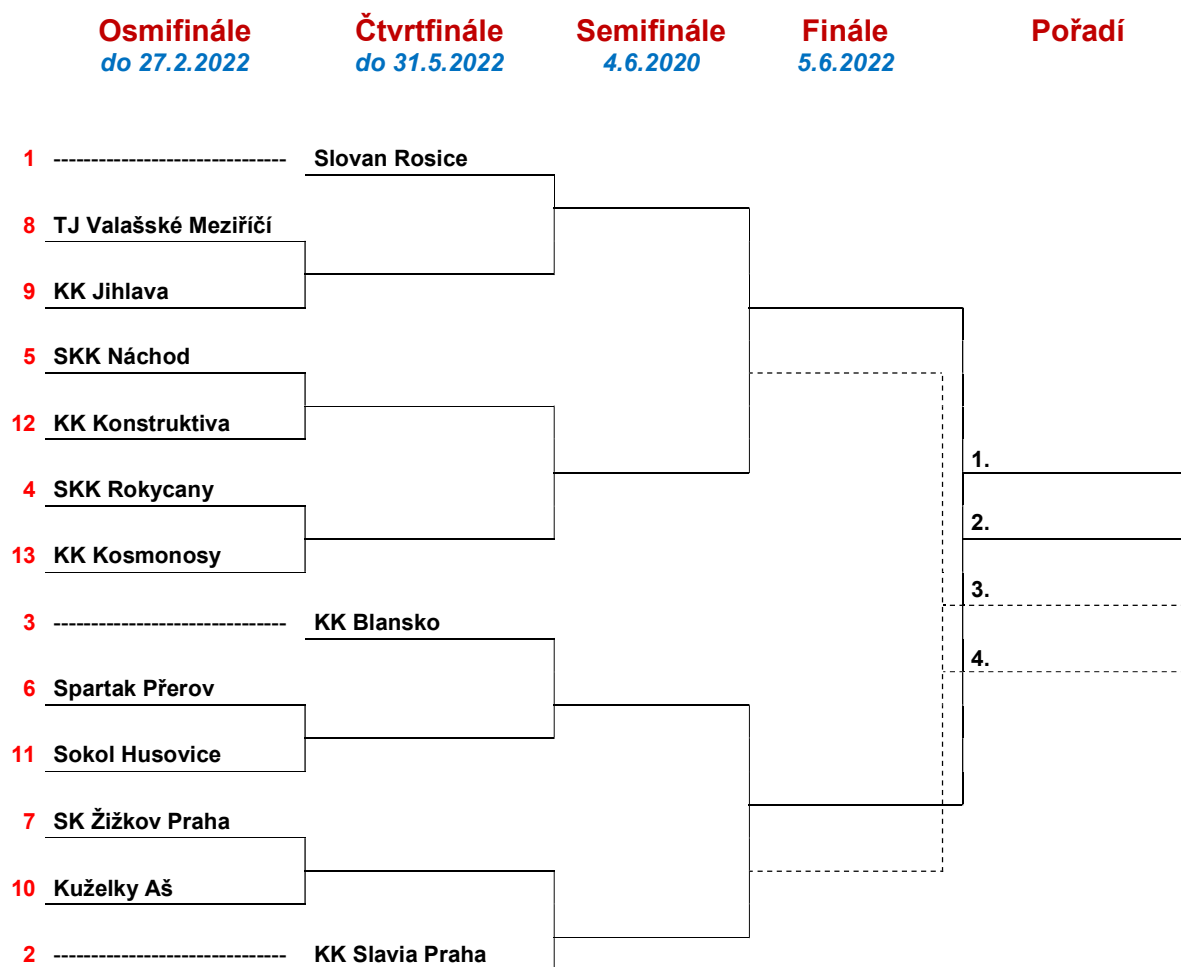 Osmifinále Čtvrtfinále Semifinále Finále Pořadí
do 27.2.2022 do 31.5.2022 4.6.2020 5.6.2022
1 ------------------------------- Slovan Rosice
8 TJ Valašské Meziříčí
9 KK Jihlava
5 SKK Náchod
12 KK Konstruktiva
1.
4 SKK Rokycany
2.
13 KK Kosmonosy
3.
3 ------------------------------- KK Blansko
4.
6 Spartak Přerov
11 Sokol Husovice
7 SK Žižkov Praha
10 Kuželky Aš
2 ------------------------------- KK Slavia Praha